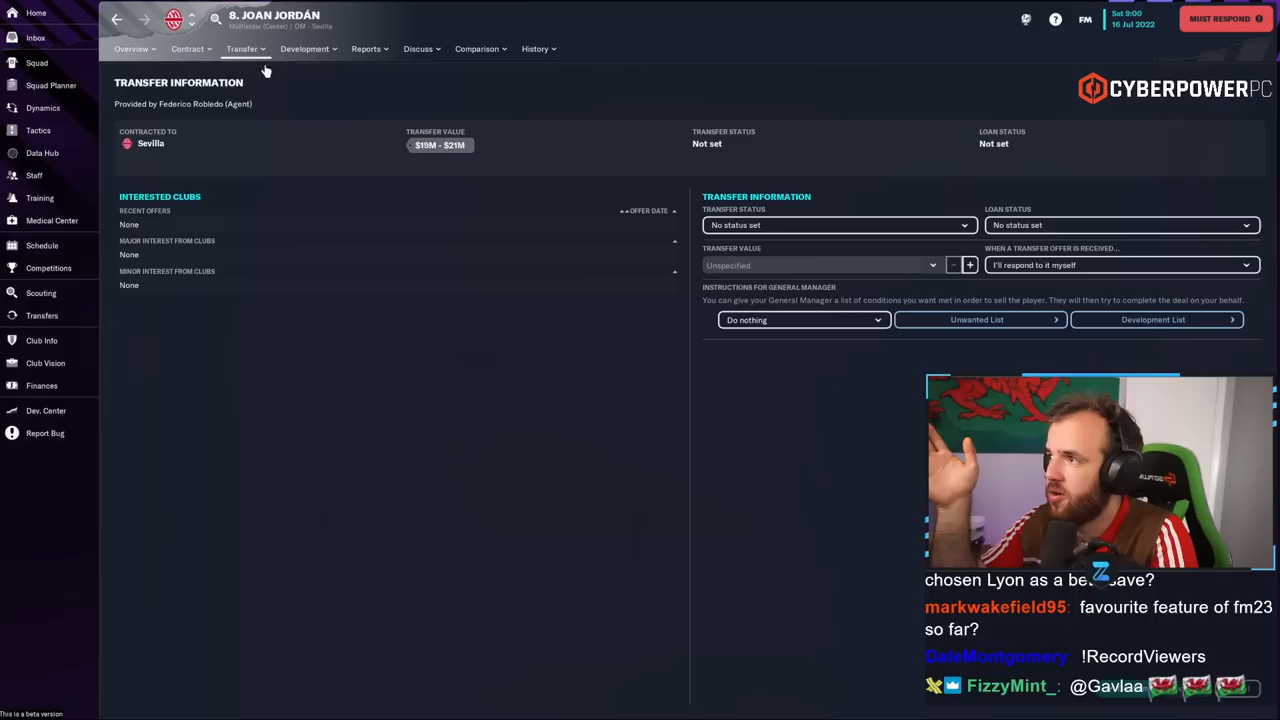 Home
Inbox
Squad
Squad Planner
Dynamics
Tactics
Data Hub
Staff
Training
Medical Center
Schedule
Competitions
Scouting
Transfers
Club Info
Club Vision
Finances
Dev. Center
Report Bug
This is a beta version
8. JOAN JORDÁN
Midfielder (Center) / DM - Sevilla
FM
Sat 9:00
16 Jul 2022
MUST RESPOND
Overview
Contract
Transfer
Development
Reports
Discuss
Comparison
History
TRANSFER INFORMATION
Provided by Federico Robledo (Agent)
CYBERPOWERPC
CONTRACTED TO
Sevilla
TRANSFER VALUE
$19M - $21M
TRANSFER STATUS
Not set
LOAN STATUS
Not set
INTERESTED CLUBS
RECENT OFFERS
OFFER DATE
None
MAJOR INTEREST FROM CLUBS
None
MINOR INTEREST FROM CLUBS
None
TRANSFER INFORMATION
TRANSFER STATUS
No status set
LOAN STATUS
No status set
TRANSFER VALUE
Unspecified
WHEN A TRANSFER OFFER IS RECEIVED...
I'll respond to it myself
INSTRUCTIONS FOR GENERAL MANAGER
You can give your General Manager a list of conditions you want met in order to sell the player. They will then try to complete the deal on your behalf.
Do nothing
Unwanted List
Development List
chosen Lyon as a save?
markwakefield95: favourite feature of fm23
so far?
DaleMontgomery: !RecordViewers
FizzyMint_: @Gavlaa